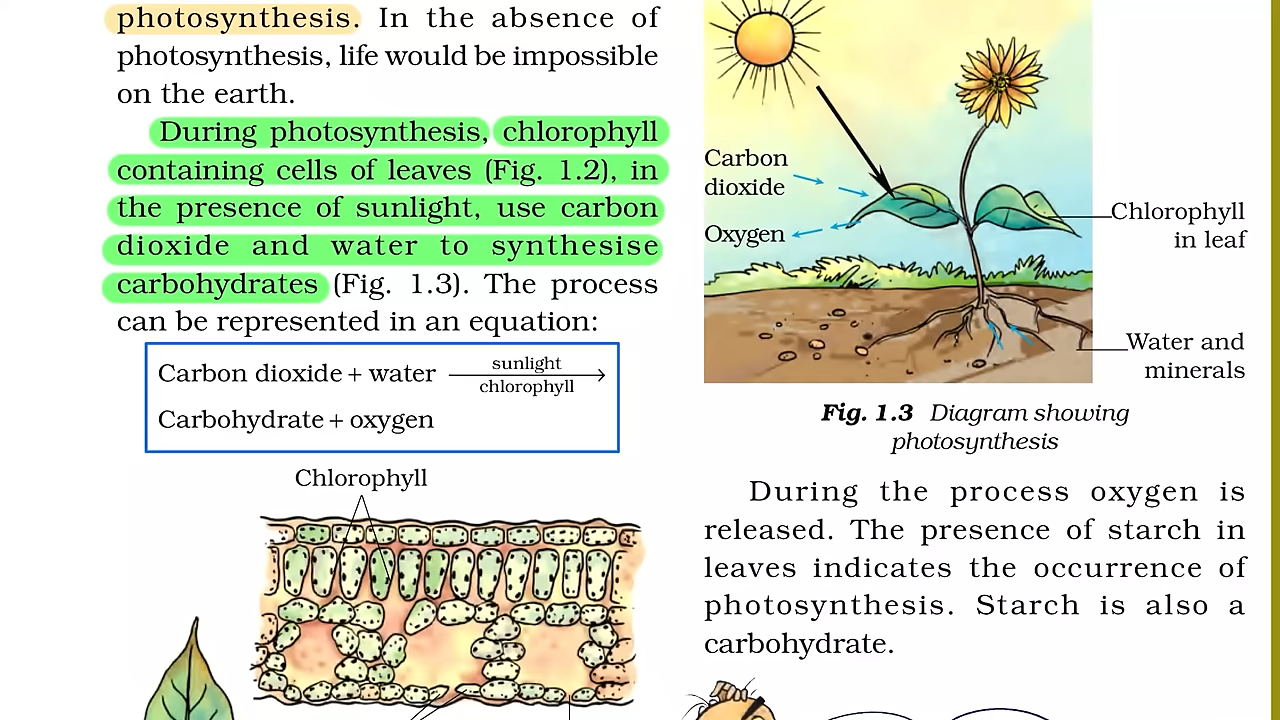 photosynthesis. In the absence of
photosynthesis, life would be impossible
on the earth.
During photosynthesis, chlorophyll
containing cells of leaves (Fig. 1.2), in
the presence of sunlight, use carbon
dioxide and water to synthesise
carbohydrates (Fig. 1.3). The process
can be represented in an equation:
Carbon dioxide + water sunlight
chlorophyll
Carbohydrate + oxygen
Chlorophyll
Carbon
dioxide
Oxygen
Chlorophyll
in leaf
Water and
minerals
Fig. 1.3 Diagram showing
photosynthesis
During the process oxygen is
released. The presence of starch in
leaves indicates the occurrence of
photosynthesis. Starch is also a
carbohydrate.